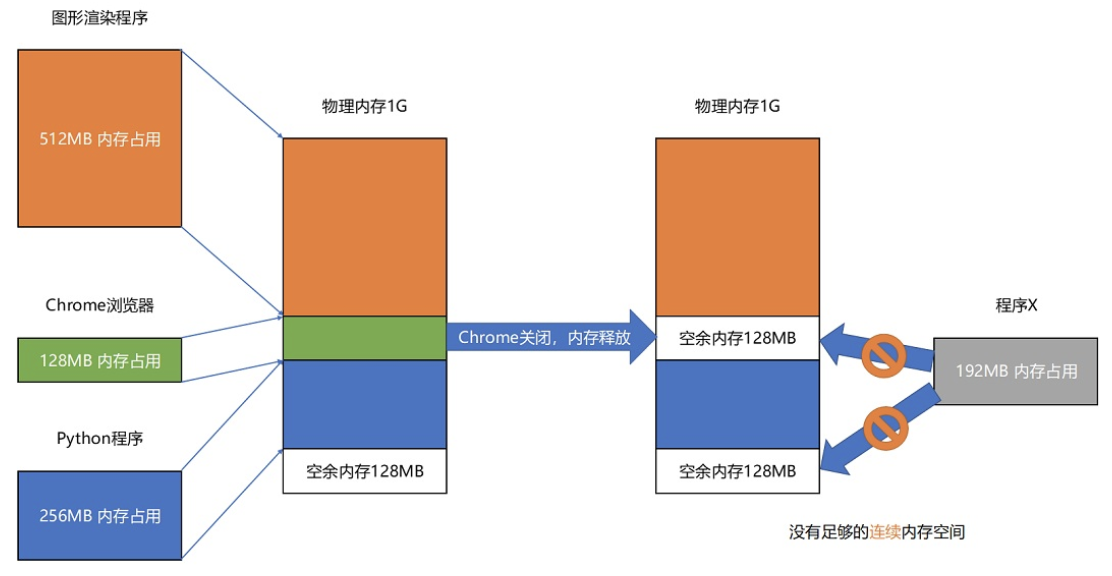 图形渲染程序
512MB 内存占用
Chrome浏览器
128MB 内存占用
Python程序
256MB 内存占用
物理内存1G
空余内存128MB
Chrome关闭，内存释放
物理内存1G
空余内存128MB
空余内存128MB
程序X
192MB 内存占用
没有足够的连续内存空间